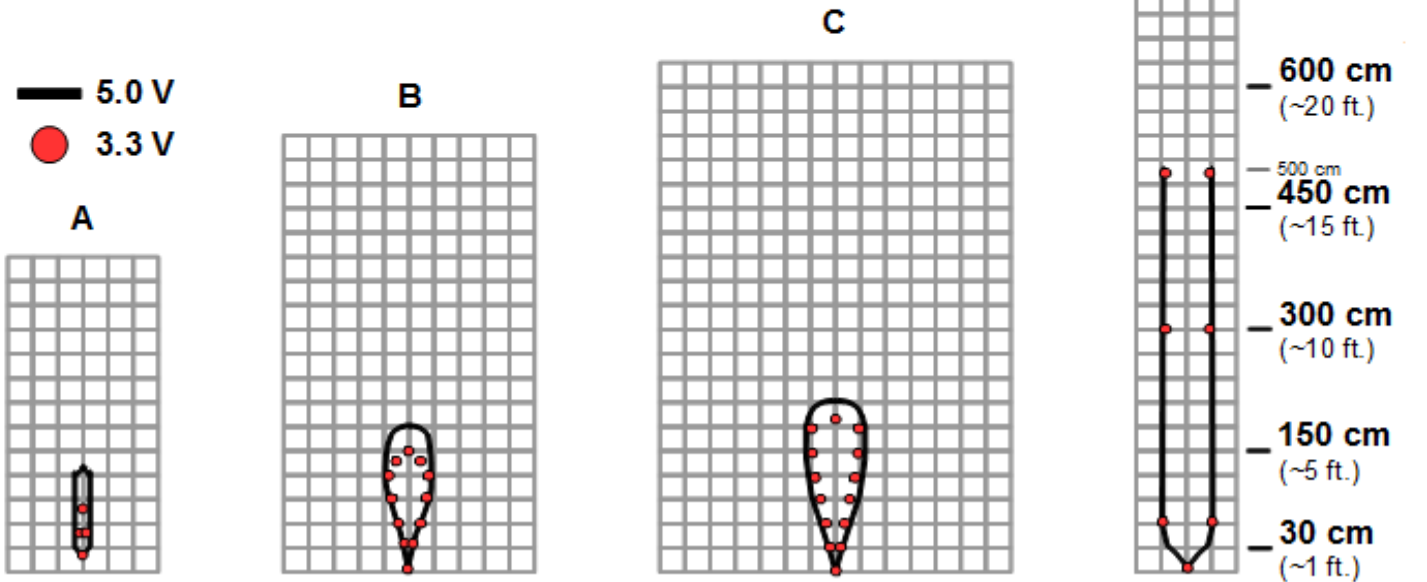 C
5.0 V
3.3 V
B
A
600 cm
(~20 ft.)
500 cm
450 cm
(~15 ft.)
300 cm
(~10 ft.)
150 cm
(~5 ft.)
30 cm
(~1 ft.)